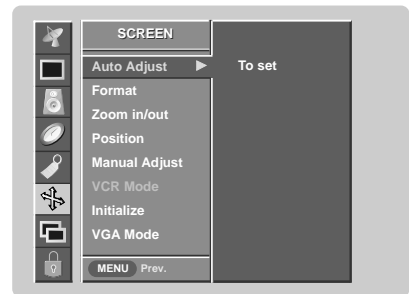 SCREEN
Auto Adjust ▶ To set
Format
Zoom in/out
Position
Manual Adjust
VCR Mode
Initialize
VGA Mode
MENU Prev.